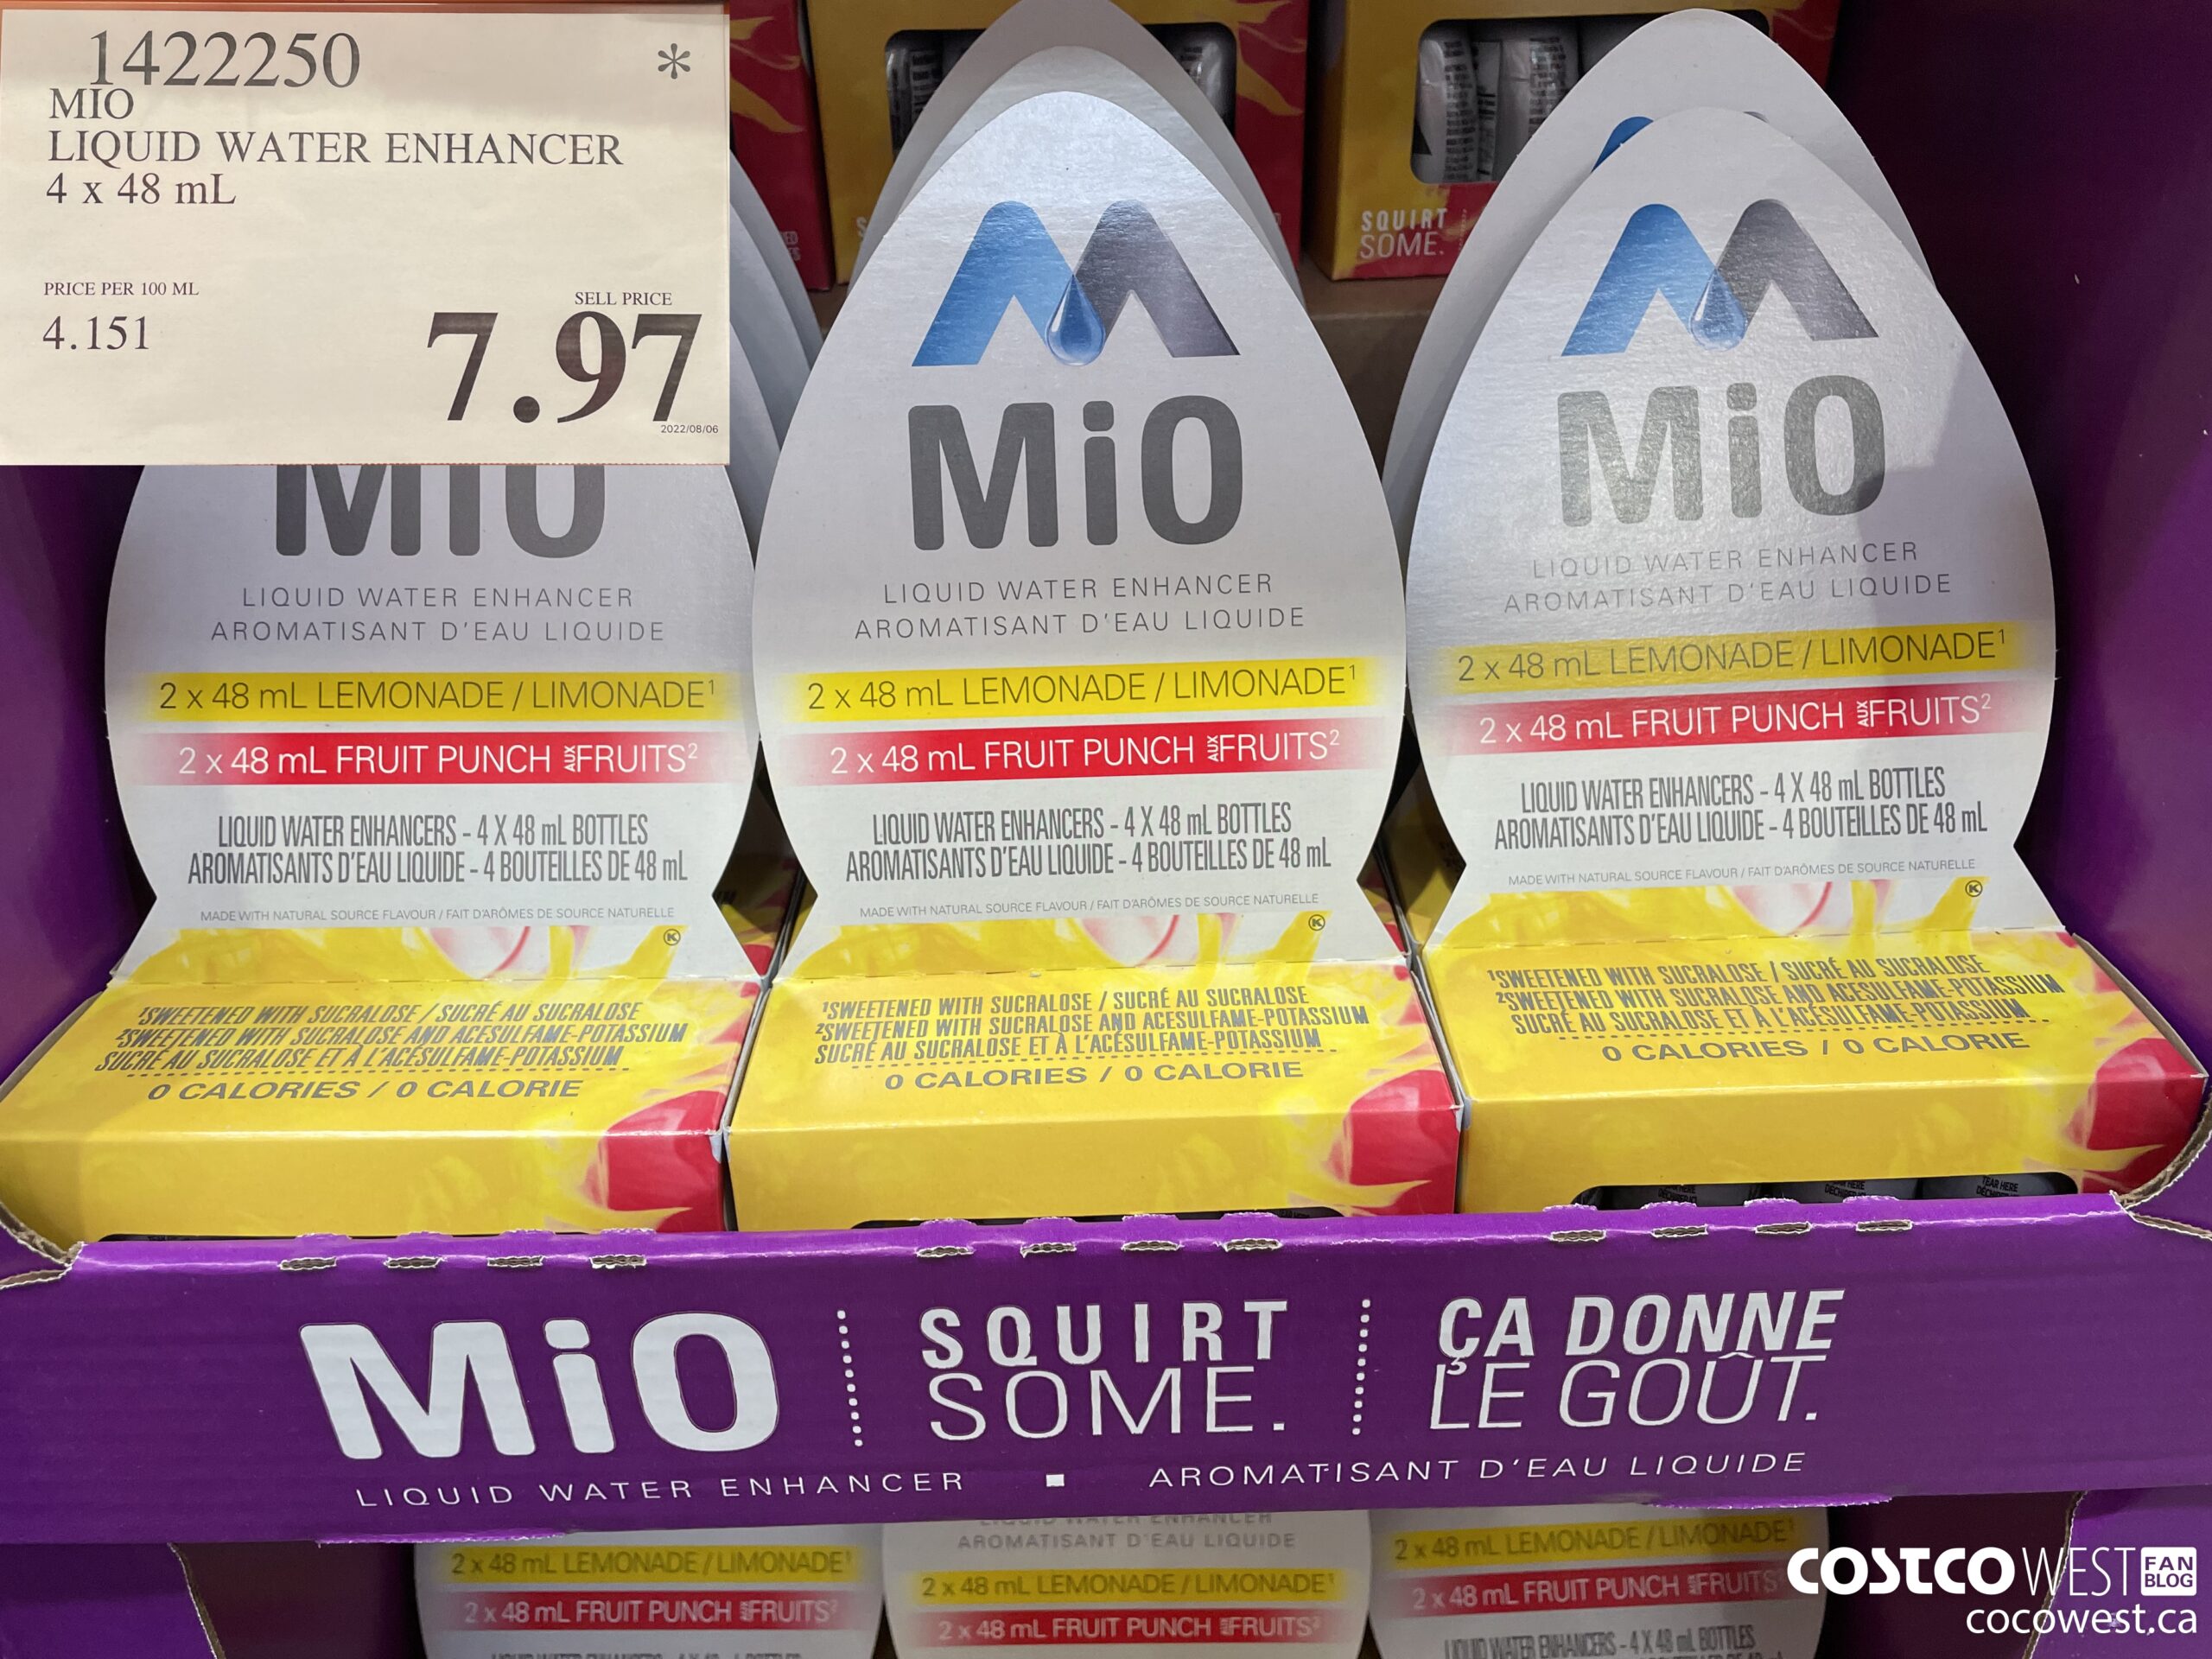 1422250 *
MIO
LIQUID WATER ENHANCER
4 x 48 mL
PRICE PER 100 ML
4.151
SELL PRICE
7.97
2022/08/06
SQUIRT
SOME.
MiO
LIQUID WATER ENHANCER
AROMATISANT D'EAU LIQUIDE
2 x 48 mL LEMONADE / LIMONADE¹
2 x 48 mL FRUIT PUNCH AUX FRUITS²
LIQUID WATER ENHANCERS - 4 X 48 mL BOTTLES
AROMATISANTS D'EAU LIQUIDE - 4 BOUTEILLES DE 48 mL
MADE WITH NATURAL SOURCE FLAVOUR / FAIT D'ARÔMES DE SOURCE NATURELLE
K
¹SWEETENED WITH SUCRALOSE / SUCRÉ AU SUCRALOSE
²SWEETENED WITH SUCRALOSE AND ACESULFAME-POTASSIUM
SUCRÉ AU SUCRALOSE ET À L'ACÉSULFAME-POTASSIUM
0 CALORIES / 0 CALORIE
MiO
LIQUID WATER ENHANCER
AROMATISANT D'EAU LIQUIDE
2 x 48 mL LEMONADE / LIMONADE¹
2 x 48 mL FRUIT PUNCH AUX FRUITS²
LIQUID WATER ENHANCERS - 4 X 48 mL BOTTLES
AROMATISANTS D'EAU LIQUIDE - 4 BOUTEILLES DE 48 mL
MADE WITH NATURAL SOURCE FLAVOUR / FAIT D'ARÔMES DE SOURCE NATURELLE
K
¹SWEETENED WITH SUCRALOSE / SUCRÉ AU SUCRALOSE
²SWEETENED WITH SUCRALOSE AND ACESULFAME-POTASSIUM
SUCRÉ AU SUCRALOSE ET À L'ACÉSULFAME-POTASSIUM
0 CALORIES / 0 CALORIE
MiO
LIQUID WATER ENHANCER
AROMATISANT D'EAU LIQUIDE
2 x 48 mL LEMONADE / LIMONADE¹
2 x 48 mL FRUIT PUNCH AUX FRUITS²
LIQUID WATER ENHANCERS - 4 X 48 mL BOTTLES
AROMATISANTS D'EAU LIQUIDE - 4 BOUTEILLES DE 48 mL
MADE WITH NATURAL SOURCE FLAVOUR / FAIT D'ARÔMES DE SOURCE NATURELLE
K
¹SWEETENED WITH SUCRALOSE / SUCRÉ AU SUCRALOSE
²SWEETENED WITH SUCRALOSE AND ACESULFAME-POTASSIUM
SUCRÉ AU SUCRALOSE ET À L'ACÉSULFAME-POTASSIUM
0 CALORIES / 0 CALORIE
TEAR HERE
MiO
SQUIRT
SOME.
ÇA DONNE
LE GOÛT.
LIQUID WATER ENHANCER ▪ AROMATISANT D'EAU LIQUIDE
2 x 48 mL LEMONADE / LIMONADE¹
2 x 48 mL FRUIT PUNCH AUX FRUITS²
LIQUID WATER ENHANCER
AROMATISANT D'EAU LIQUIDE
2 x 48 mL LEMONADE / LIMONADE¹
2 x 48 mL FRUIT PUNCH AUX FRUITS²
2 x 48 mL LEMONADE / LIMONADE¹
2 x 48 mL FRUIT PUNCH AUX FRUITS
LIQUID WATER ENHANCERS - 4 X 48 mL BOTTLES
COSTCO WEST FAN BLOG
cocowest.ca